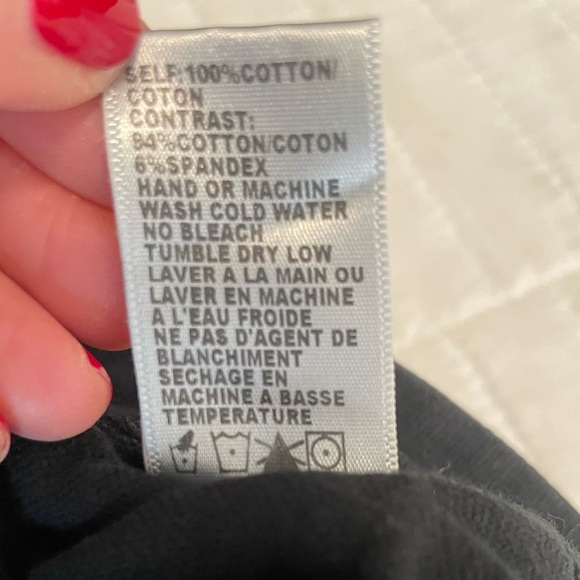 SELF:100%COTTON/
COTON
CONTRAST:
94%COTTON/COTON
6%SPANDEX
HAND OR MACHINE
WASH COLD WATER
NO BLEACH
TUMBLE DRY LOW
LAVER A LA MAIN OU
LAVER EN MACHINE
A L'EAU FROIDE
NE PAS D'AGENT DE
BLANCHIMENT
SECHAGE EN
MACHINE A BASSE
TEMPERATURE